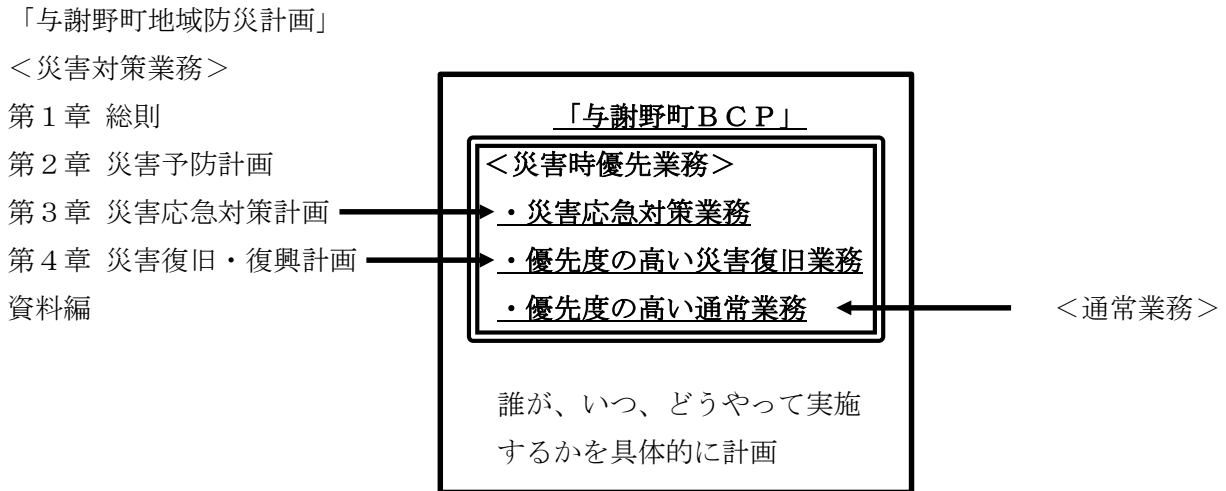 「与謝野町地域防災計画」
＜災害対策業務＞
第１章 総則
第２章 災害予防計画
第３章 災害応急対策計画
第４章 災害復旧・復興計画
資料編
「与謝野町ＢＣＰ」
＜災害時優先業務＞
・災害応急対策業務
・優先度の高い災害復旧業務
・優先度の高い通常業務
誰が、いつ、どうやって実施
するかを具体的に計画
＜通常業務＞